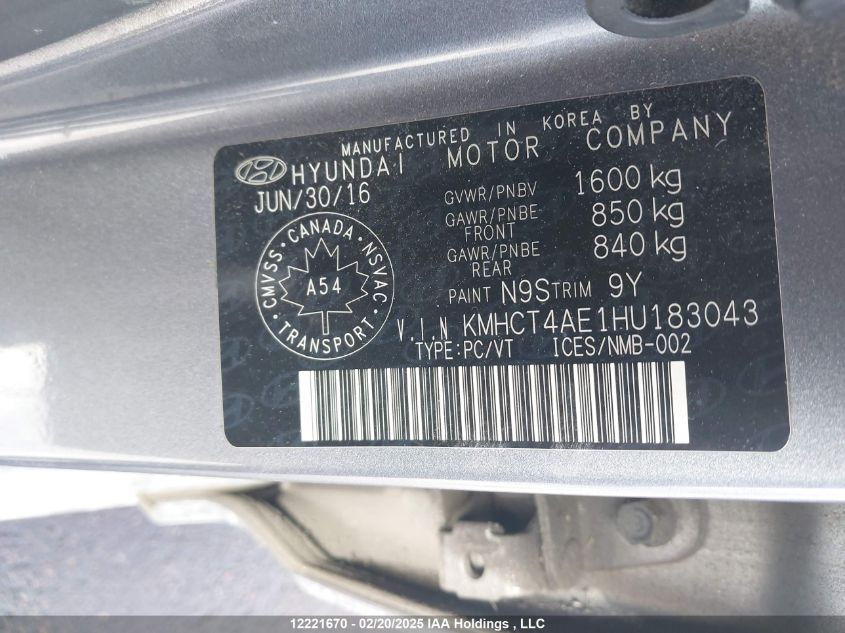 MANUFACTURED IN KOREA BY
HYUNDAI MOTOR COMPANY
JUN/30/16
GVWR/PNBV 1600 kg
GAWR/PNBE FRONT 850 kg
GAWR/PNBE REAR 840 kg
CMVSS · CANADA · NSVAC · TRANSPORT ·
A54
PAINT N9S TRIM 9Y
V.I.N KMHCT4AE1HU183043
TYPE:PC/VT ICES/NMB-002
12221670 - 02/20/2025 IAA Holdings, LLC